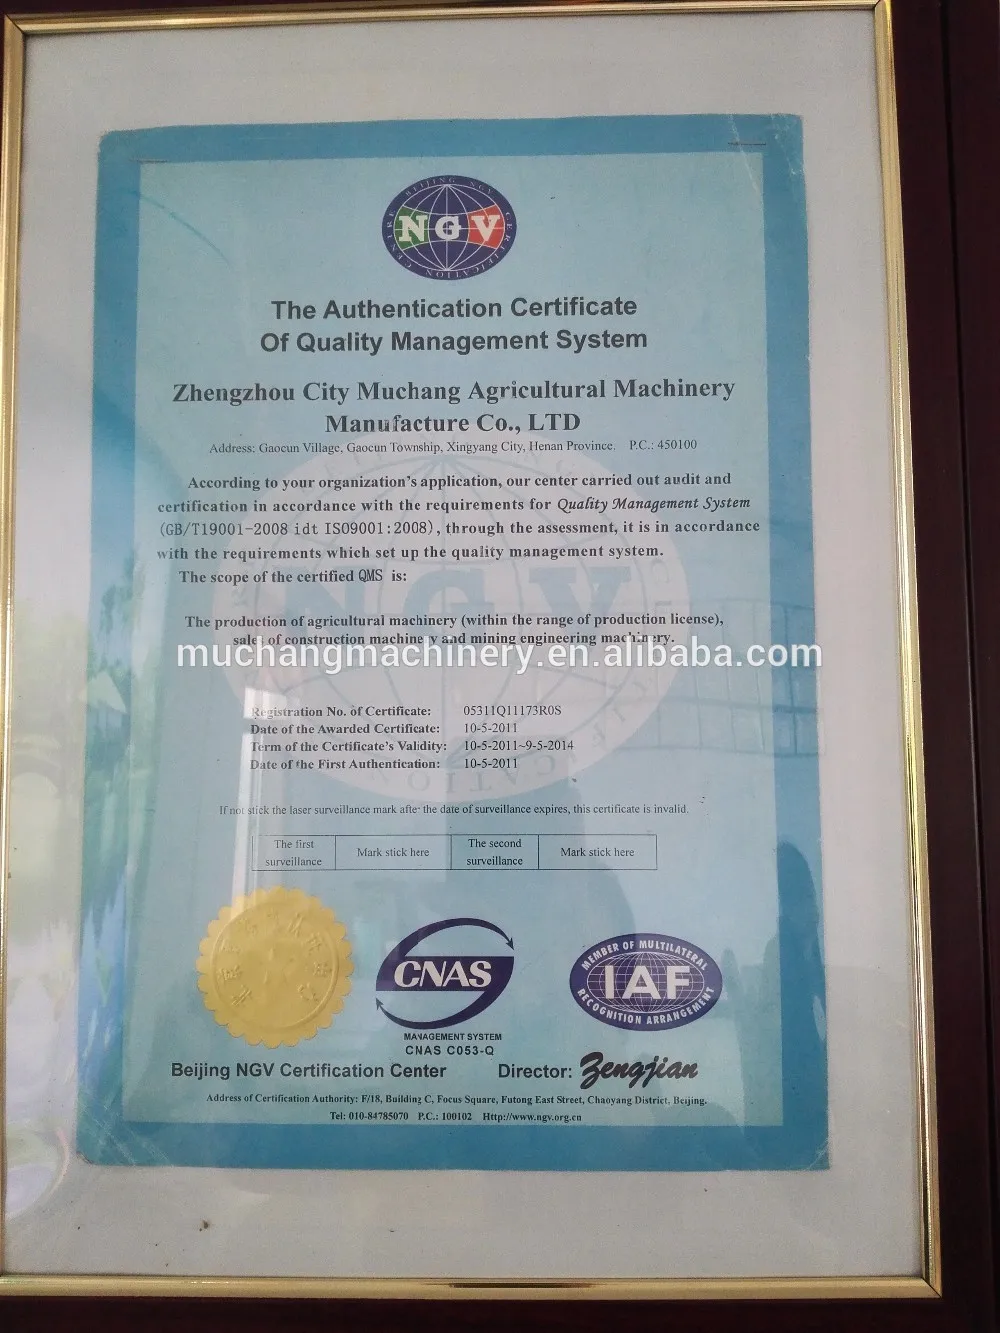 BEIJING NGV CERTIFICATION CENTRE
NGV
The Authentication Certificate
Of Quality Management System
Zhengzhou City Muchang Agricultural Machinery
Manufacture Co., LTD
Address: Gaocun Village, Gaocun Township, Xingyang City, Henan Province. P.C.: 450100
According to your organization's application, our center carried out audit and
certification in accordance with the requirements for Quality Management System
(GB/T19001-2008 idt ISO9001:2008), through the assessment, it is in accordance
with the requirements which set up the quality management system.
The scope of the certified QMS is:
The production of agricultural machinery (within the range of production license),
sales of construction machinery and mining engineering machinery.
muchangmachinery.en.alibaba.com
Registration No. of Certificate: 05311Q11173R0S
Date of the Awarded Certificate: 10-5-2011
Term of the Certificate's Validity: 10-5-2011~9-5-2014
Date of the First Authentication: 10-5-2011
If not stick the laser surveillance mark after the date of surveillance expires, this certificate is invalid.
The first surveillance Mark stick here The second surveillance Mark stick here
CNAS
MANAGEMENT SYSTEM
CNAS C053-Q
MEMBER OF MULTILATERAL
IAF
RECOGNITION ARRANGEMENT
Beijing NGV Certification Center Director: Zengjian
Address of Certification Authority: F/18, Building C, Focus Square, Futong East Street, Chaoyang District, Beijing.
Tel: 010-84785070 P.C.: 100102 Http://www.ngv.org.cn